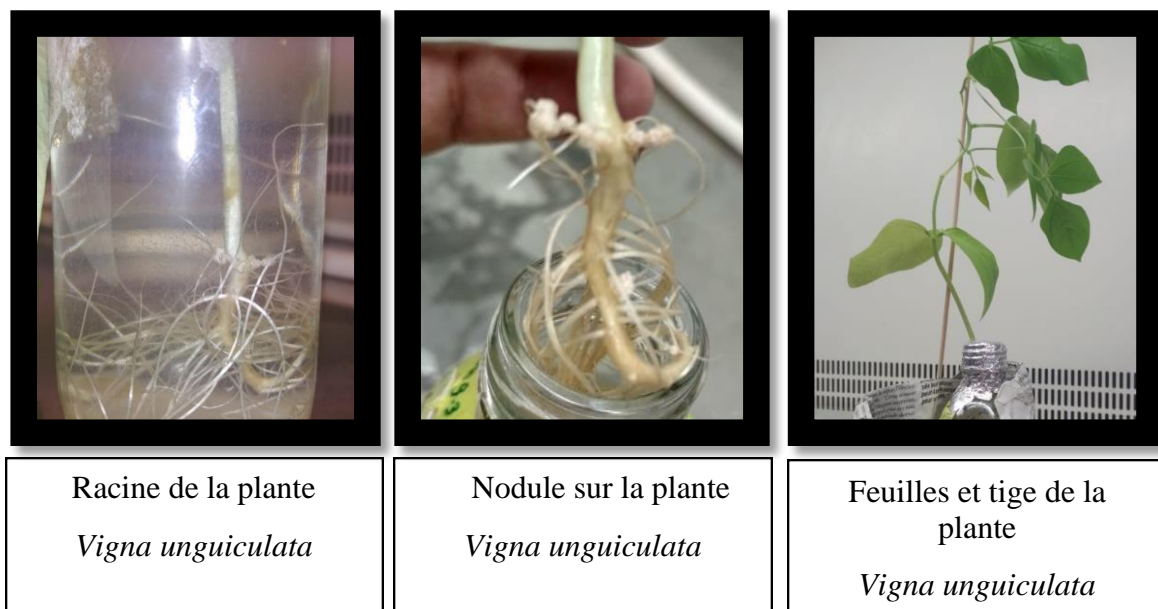 Racine de la plante
Vigna unguiculata
Nodule sur la plante
Vigna unguiculata
Feuilles et tige de la
plante
Vigna unguiculata